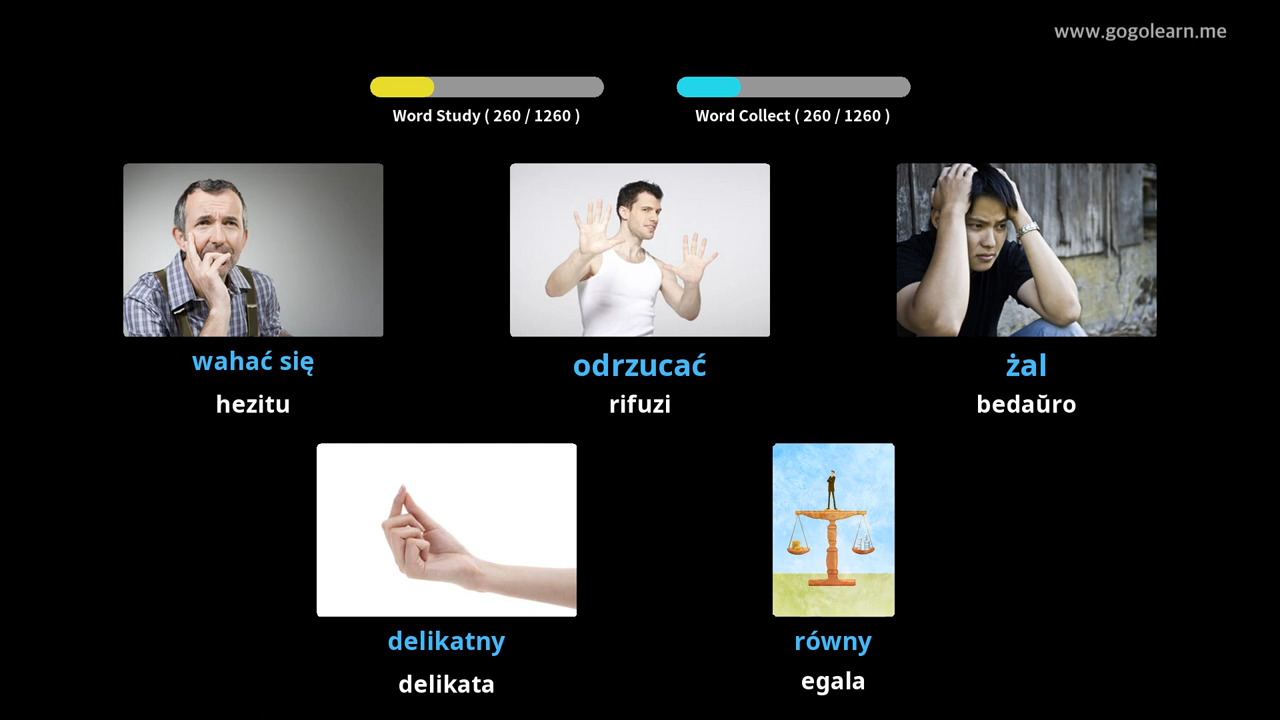 www.gogolearn.me
Word Study ( 260 / 1260 )
Word Collect ( 260 / 1260 )
wahać się
hezitu
odrzucać
rifuzi
żal
bedaŭro
delikatny
delikata
równy
egala